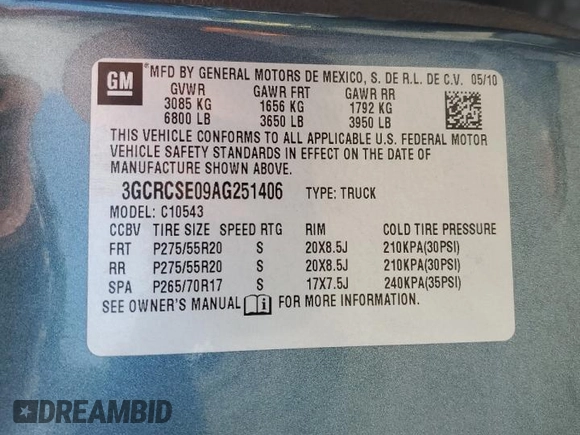 GM MFD BY GENERAL MOTORS DE MEXICO, S. DE R.L. DE C.V. 05/10
GVWR GAWR FRT GAWR RR
3085 KG 1656 KG 1792 KG
6800 LB 3650 LB 3950 LB
THIS VEHICLE CONFORMS TO ALL APPLICABLE U.S. FEDERAL MOTOR
VEHICLE SAFETY STANDARDS IN EFFECT ON THE DATE OF
MANUFACTURE SHOWN ABOVE.
3GCRCSE09AG251406 TYPE: TRUCK
MODEL: C10543
CCBV TIRE SIZE SPEED RTG RIM COLD TIRE PRESSURE
FRT P275/55R20 S 20X8.5J 210KPA(30PSI)
RR P275/55R20 S 20X8.5J 210KPA(30PSI)
SPA P265/70R17 S 17X7.5J 240KPA(35PSI)
SEE OWNER'S MANUAL FOR MORE INFORMATION.
DREAMBID